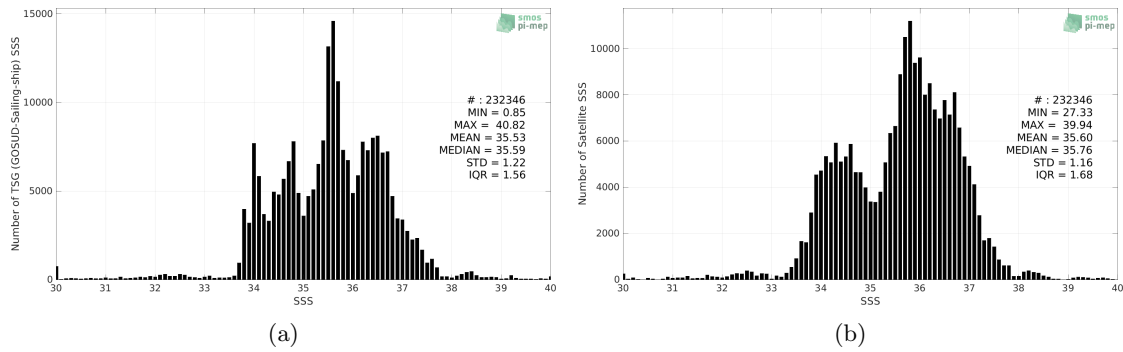 15000
10000
5000
0
Number of TSG (GOSUD-Sailing-ship) SSS
smos
pi-mep
# : 232346
MIN = 0.85
MAX = 40.82
MEAN = 35.53
MEDIAN = 35.59
STD = 1.22
IQR = 1.56
30 31 32 33 34 35 36 37 38 39 40
SSS
(a)
10000
8000
6000
4000
2000
0
Number of Satellite SSS
smos
pi-mep
# : 232346
MIN = 27.33
MAX = 39.94
MEAN = 35.60
MEDIAN = 35.76
STD = 1.16
IQR = 1.68
30 31 32 33 34 35 36 37 38 39 40
SSS
(b)